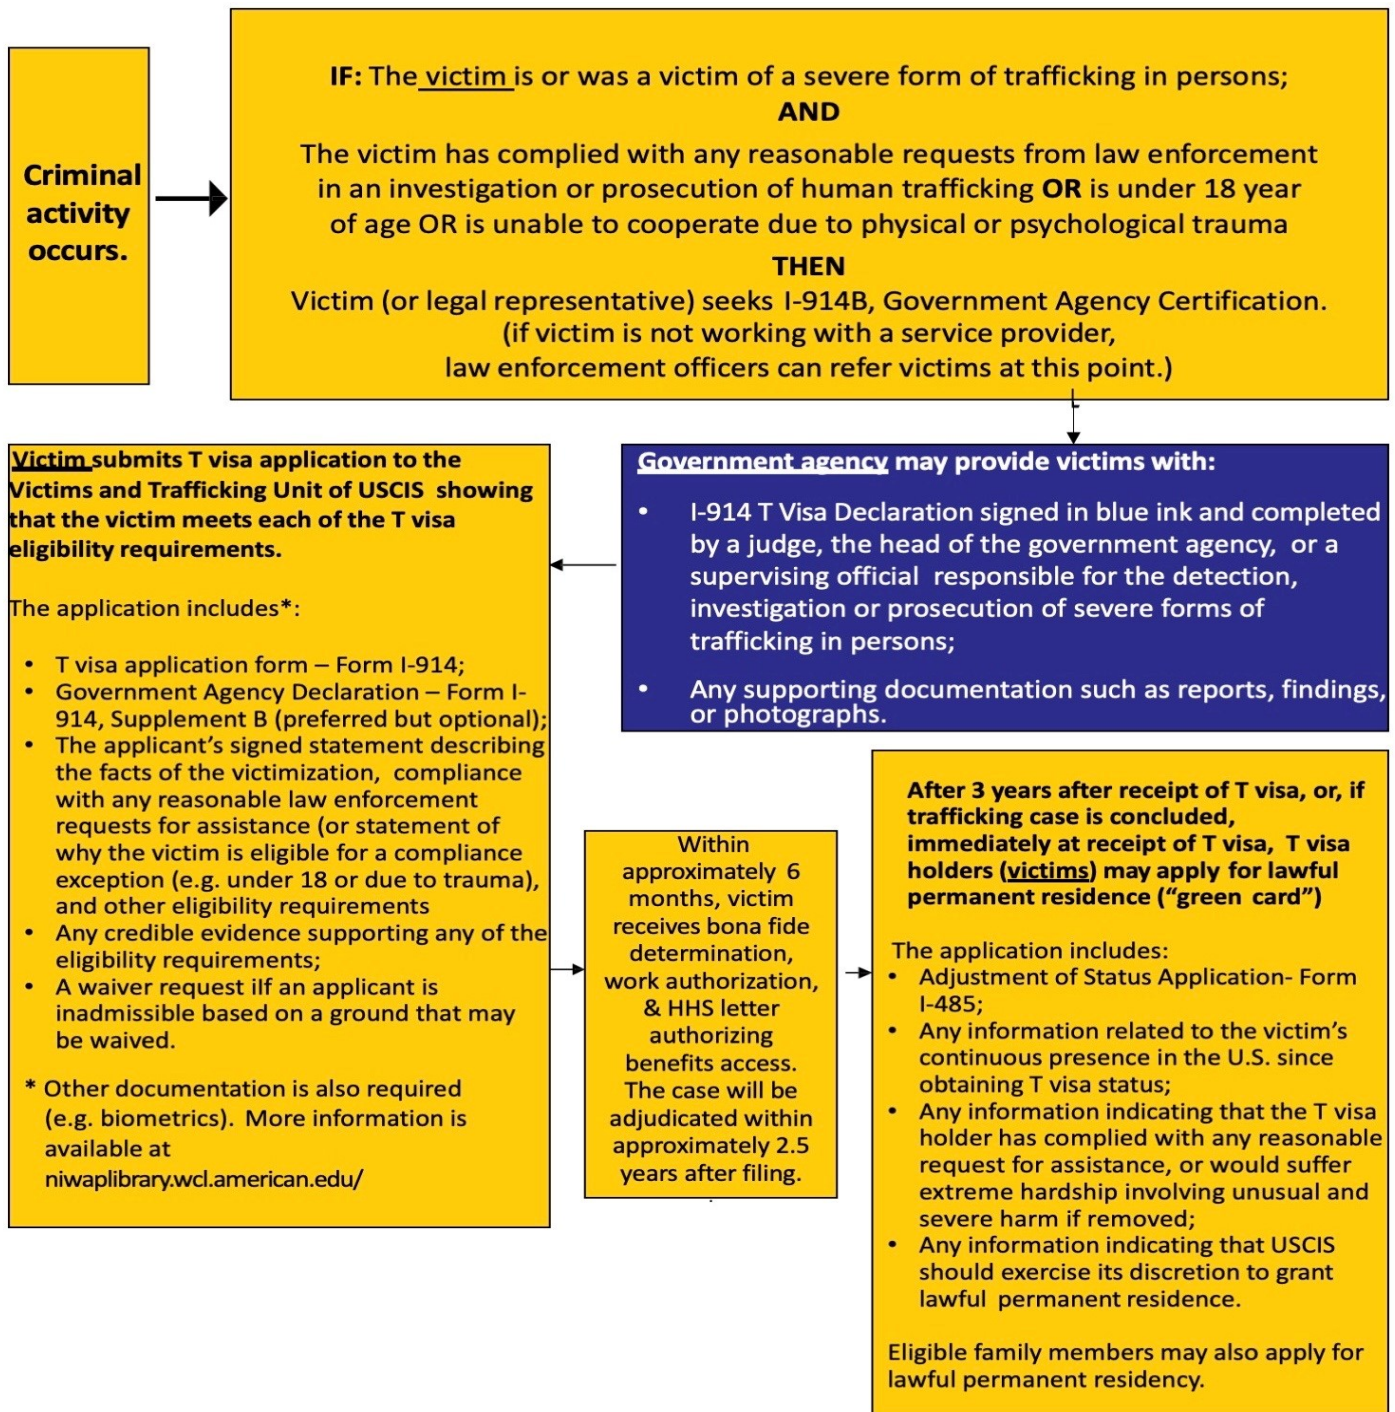 Criminal
activity
occurs.
IF: The victim is or was a victim of a severe form of trafficking in persons;
AND
The victim has complied with any reasonable requests from law enforcement
in an investigation or prosecution of human trafficking OR is under 18 year
of age OR is unable to cooperate due to physical or psychological trauma
THEN
Victim (or legal representative) seeks I-914B, Government Agency Certification.
(if victim is not working with a service provider,
law enforcement officers can refer victims at this point.)
Government agency may provide victims with:
• I-914 T Visa Declaration signed in blue ink and completed
by a judge, the head of the government agency, or a
supervising official responsible for the detection,
investigation or prosecution of severe forms of
trafficking in persons;
• Any supporting documentation such as reports, findings,
or photographs.
Victim submits T visa application to the
Victims and Trafficking Unit of USCIS showing
that the victim meets each of the T visa
eligibility requirements.
The application includes*:
• T visa application form – Form I-914;
• Government Agency Declaration – Form I-
914, Supplement B (preferred but optional);
• The applicant’s signed statement describing
the facts of the victimization, compliance
with any reasonable law enforcement
requests for assistance (or statement of
why the victim is eligible for a compliance
exception (e.g. under 18 or due to trauma),
and other eligibility requirements
• Any credible evidence supporting any of the
eligibility requirements;
• A waiver request iIf an applicant is
inadmissible based on a ground that may
be waived.
* Other documentation is also required
(e.g. biometrics). More information is
available at
niwaplibrary.wcl.american.edu/
Within
approximately 6
months, victim
receives bona fide
determination,
work authorization,
& HHS letter
authorizing
benefits access.
The case will be
adjudicated within
approximately 2.5
years after filing.
After 3 years after receipt of T visa, or, if
trafficking case is concluded,
immediately at receipt of T visa, T visa
holders (victims) may apply for lawful
permanent residence (“green card”)
The application includes:
• Adjustment of Status Application- Form
I-485;
• Any information related to the victim’s
continuous presence in the U.S. since
obtaining T visa status;
• Any information indicating that the T visa
holder has complied with any reasonable
request for assistance, or would suffer
extreme hardship involving unusual and
severe harm if removed;
• Any information indicating that USCIS
should exercise its discretion to grant
lawful permanent residence.
Eligible family members may also apply for
lawful permanent residency.